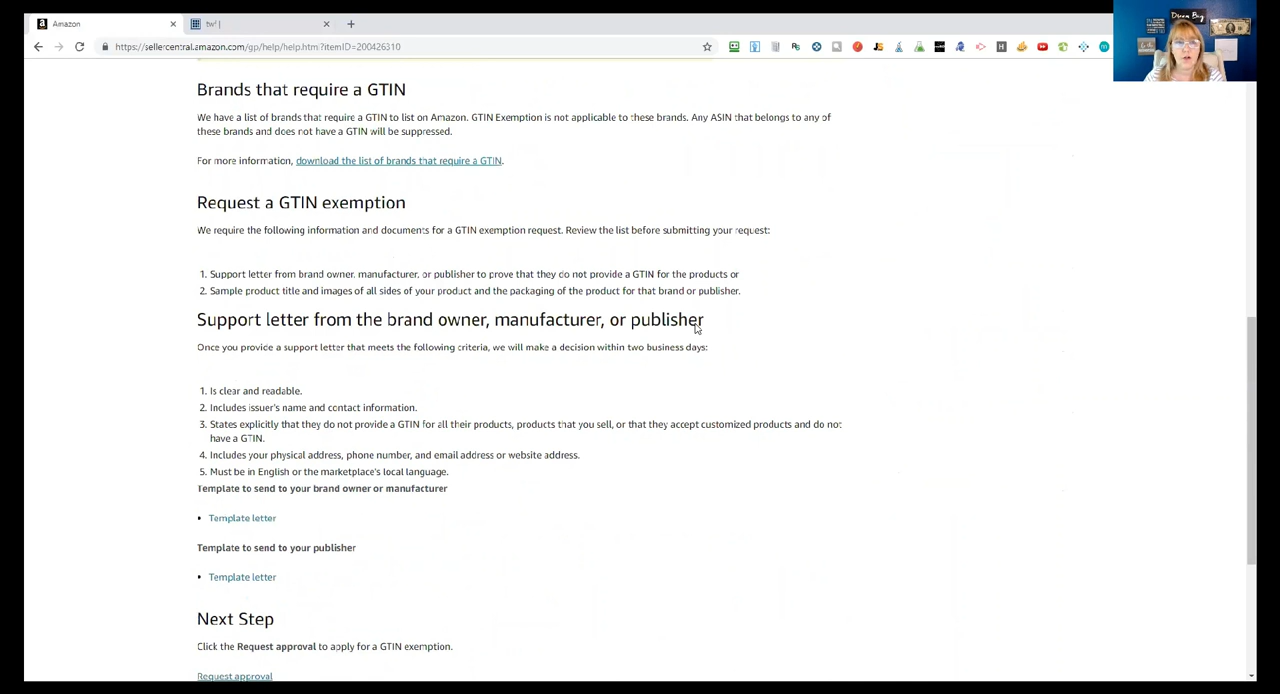 Amazon
twf |
https://sellercentral.amazon.com/gp/help/help.htm?itemID=200426310
Dream Big
Brands that require a GTIN
We have a list of brands that require a GTIN to list on Amazon. GTIN Exemption is not applicable to these brands. Any ASIN that belongs to any of
these brands and does not have a GTIN will be suppressed.
For more information, download the list of brands that require a GTIN.
Request a GTIN exemption
We require the following information and documents for a GTIN exemption request. Review the list before submitting your request:
1. Support letter from brand owner, manufacturer, or publisher to prove that they do not provide a GTIN for the products or
2. Sample product title and images of all sides of your product and the packaging of the product for that brand or publisher.
Support letter from the brand owner, manufacturer, or publisher
Once you provide a support letter that meets the following criteria, we will make a decision within two business days:
1. Is clear and readable.
2. Includes issuer's name and contact information.
3. States explicitly that they do not provide a GTIN for all their products, products that you sell, or that they accept customized products and do not
have a GTIN.
4. Includes your physical address, phone number, and email address or website address.
5. Must be in English or the marketplace's local language.
Template to send to your brand owner or manufacturer
• Template letter
Template to send to your publisher
• Template letter
Next Step
Click the Request approval to apply for a GTIN exemption.
Request approval